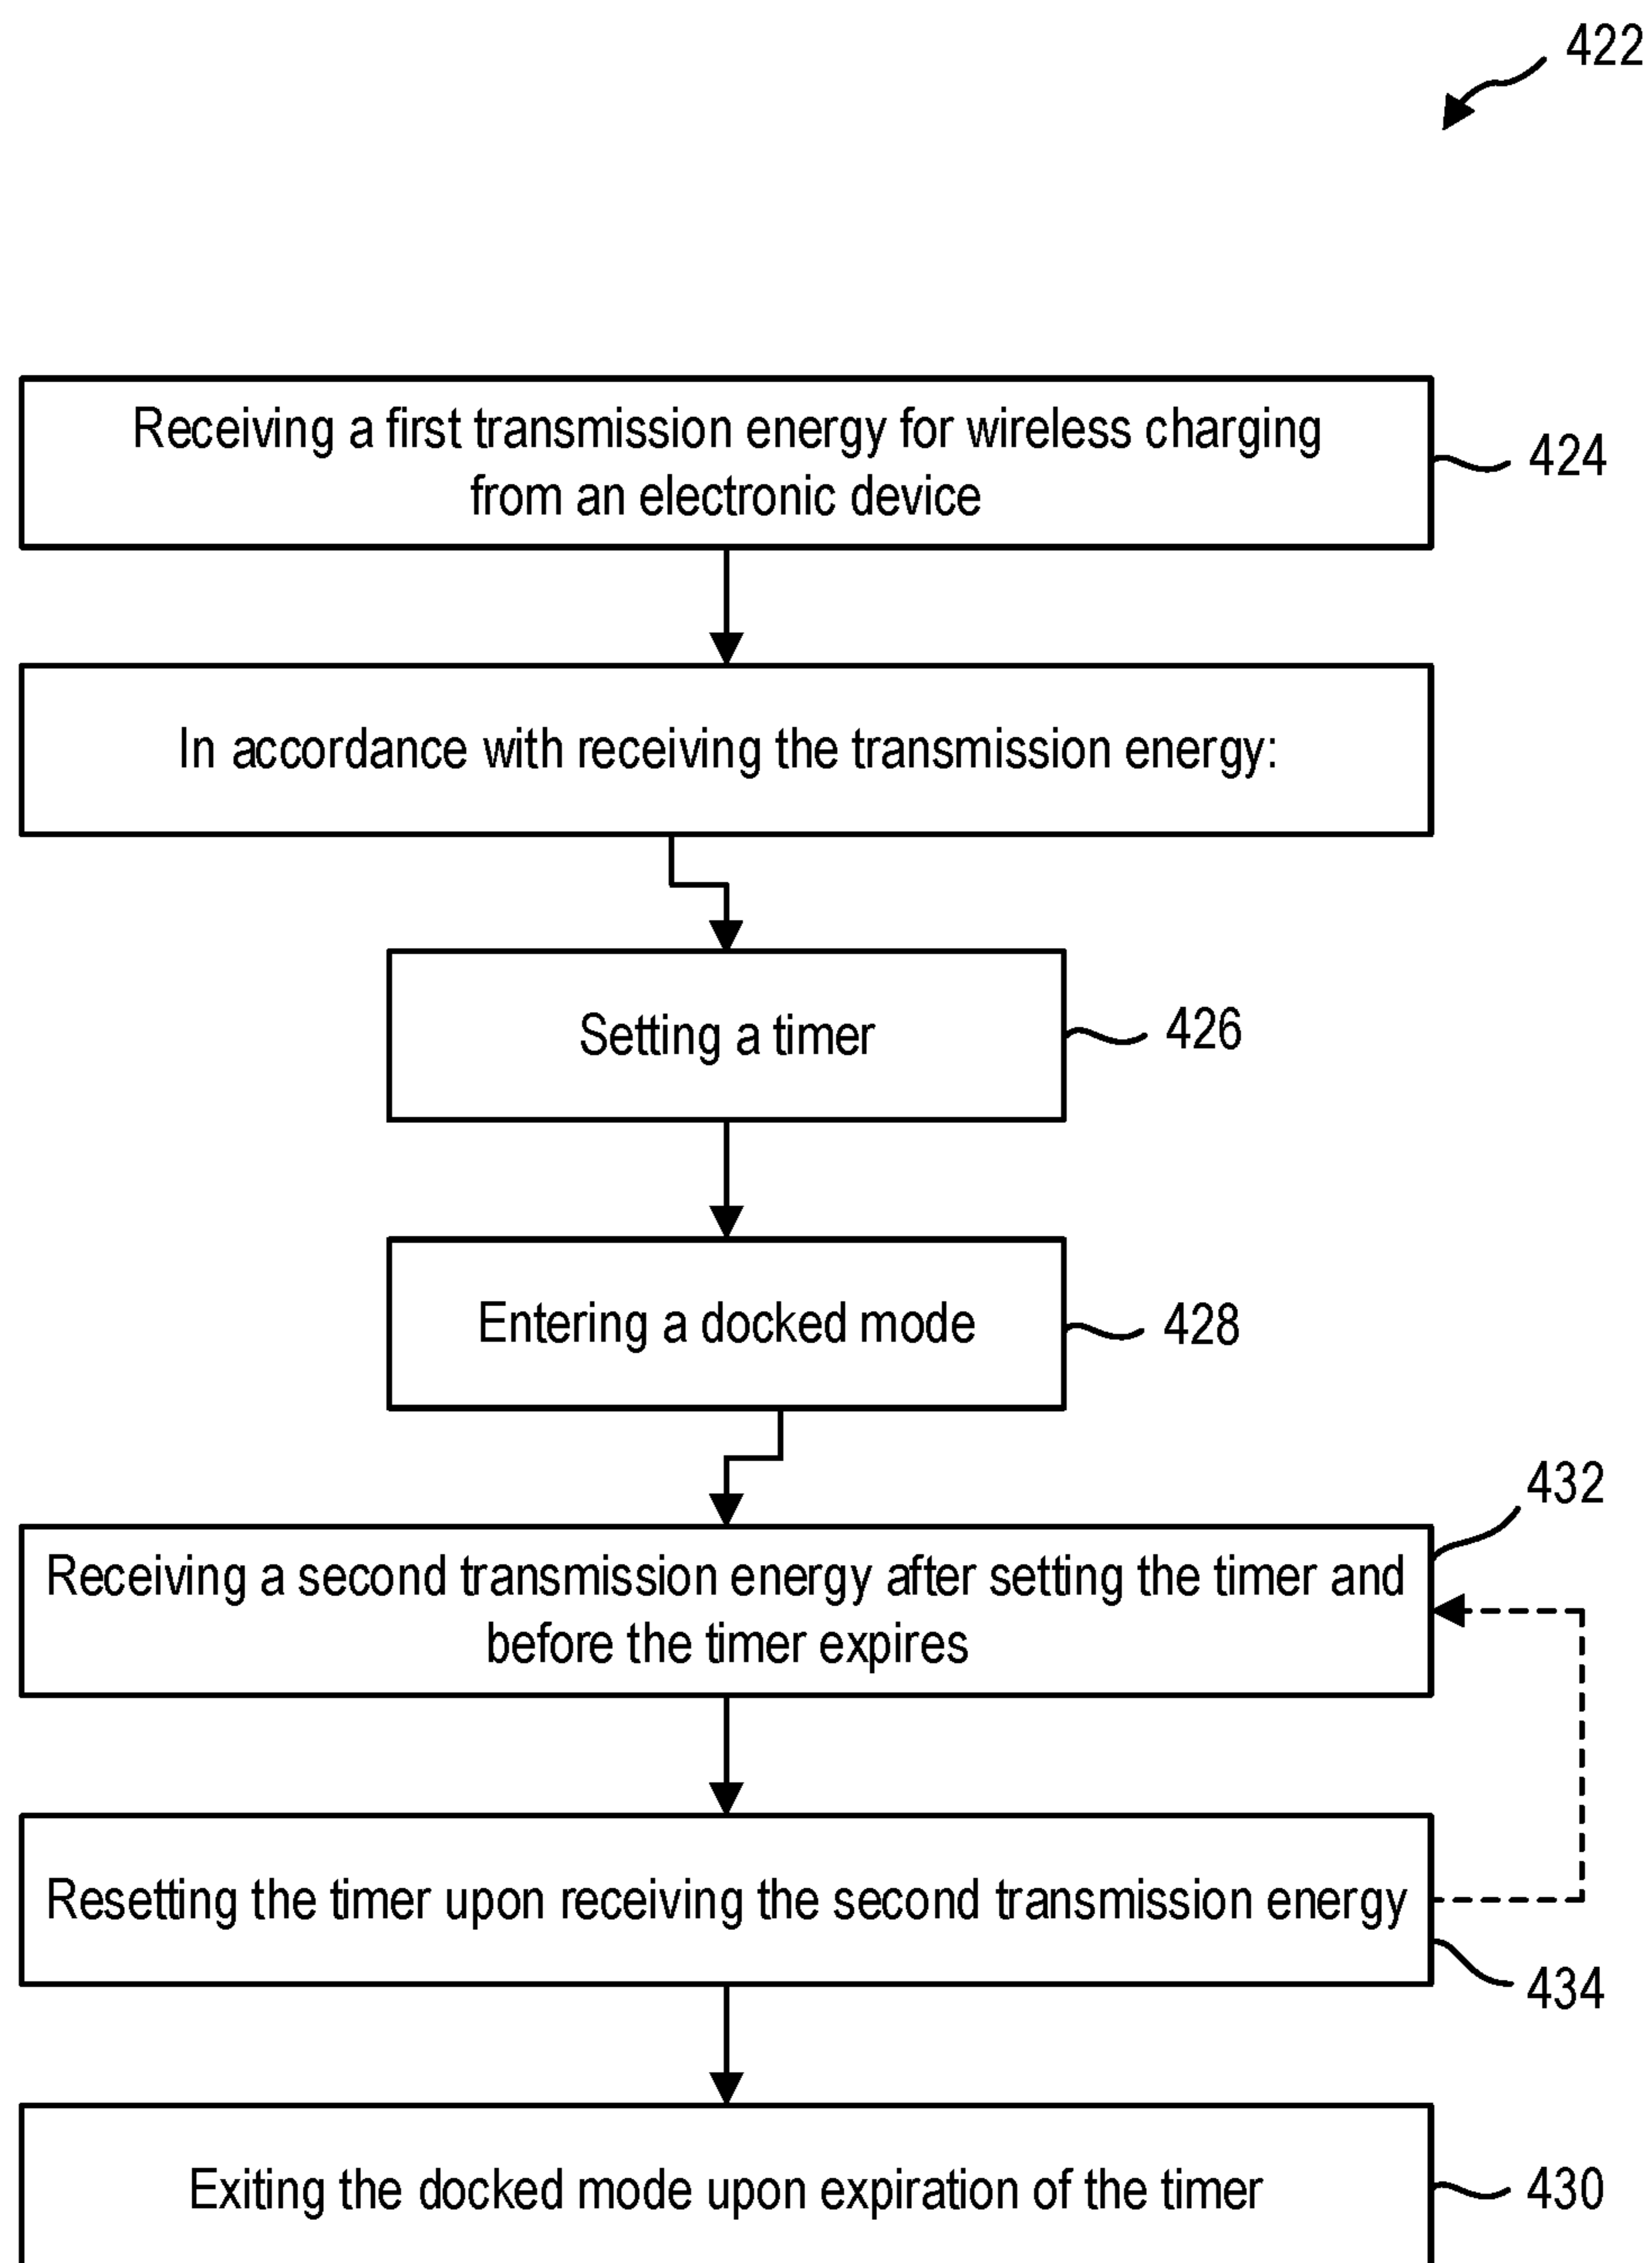 422
Receiving a first transmission energy for wireless charging
from an electronic device
424
In accordance with receiving the transmission energy:
Setting a timer
426
Entering a docked mode
428
432
Receiving a second transmission energy after setting the timer and
before the timer expires
Resetting the timer upon receiving the second transmission energy
434
Exiting the docked mode upon expiration of the timer
430